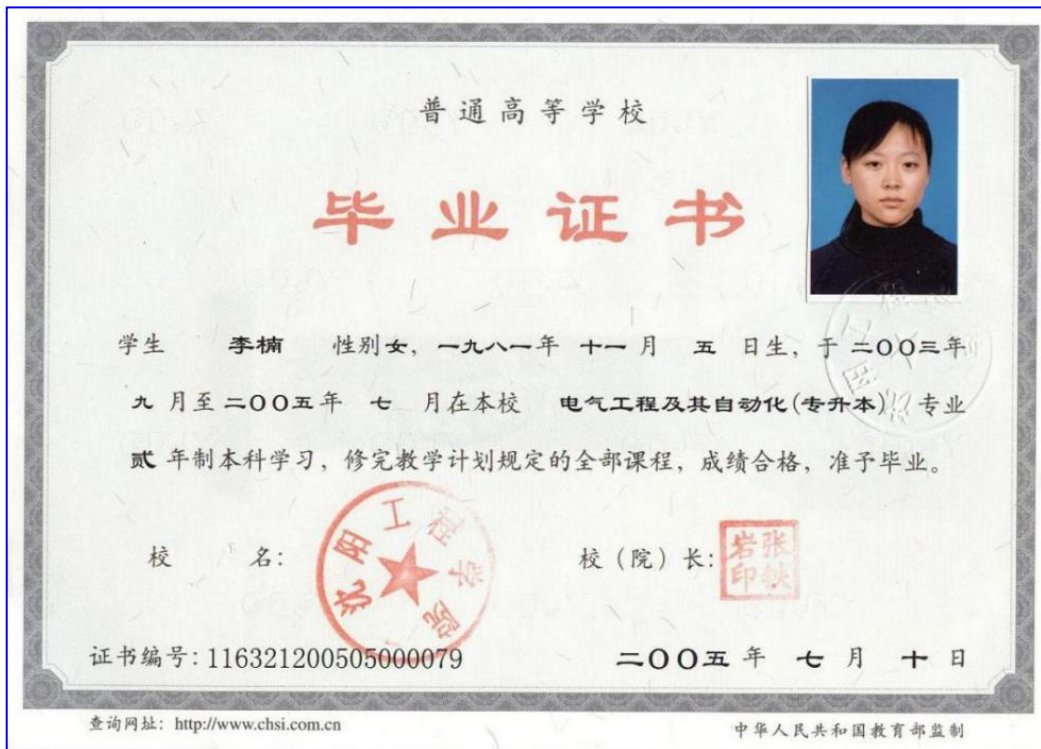 普通高等学校
毕业证书
学生 李楠 性别女，一九八一年 十一 月 五 日生，于 二〇〇三年
九 月至 二〇〇五年 七 月在本校 电气工程及其自动化(专升本) 专业
贰 年制本科学习，修完教学计划规定的全部课程，成绩合格，准予毕业。
校 名：
沈阳工程学院
校（院）长：
张铁岩印
证书编号：116321200505000079
二〇〇五年 七 月 十 日
查询网址：http://www.chsi.com.cn
中华人民共和国教育部监制